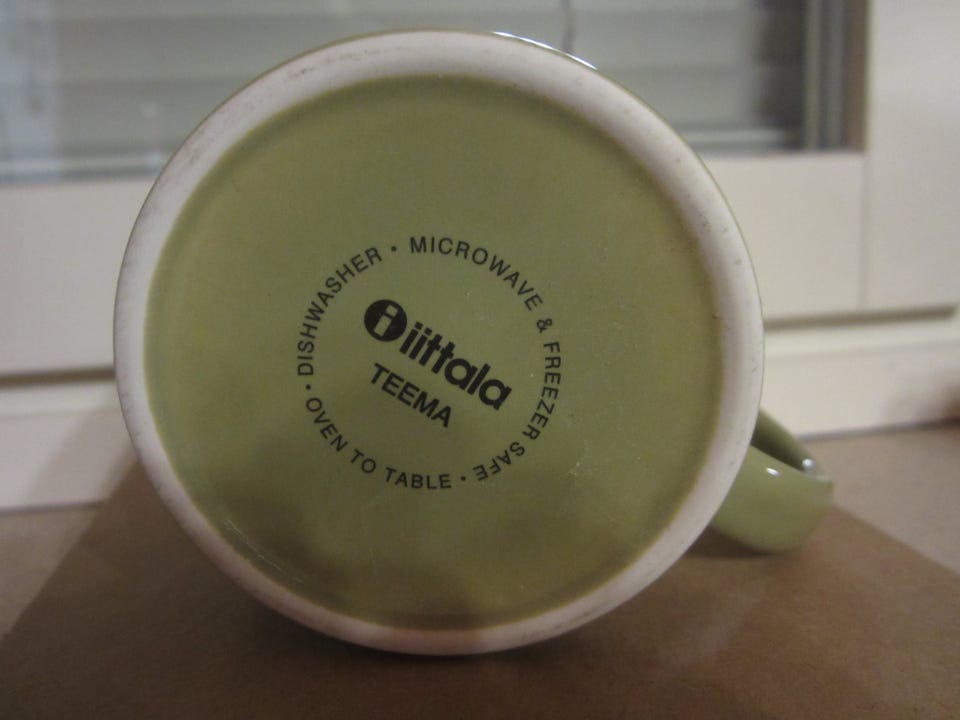 DISHWASHER • MICROWAVE & FREEZER SAFE • OVEN TO TABLE •
i iittala
TEEMA